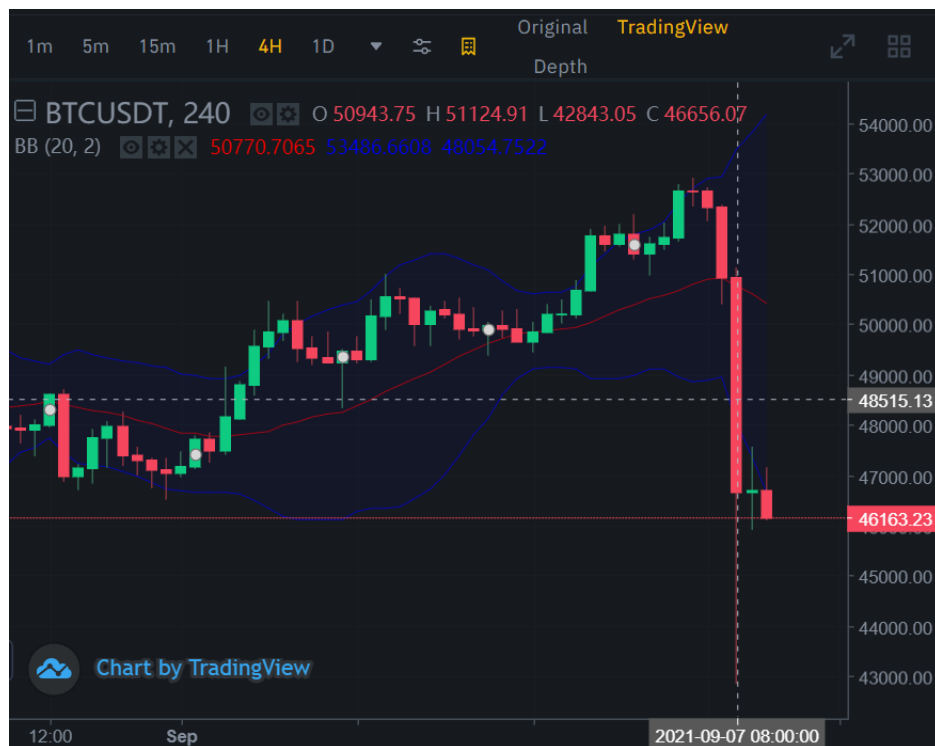 Original TradingView
1m 5m 15m 1H 4H 1D
Depth
BTCUSDT, 240 O 50943.75 H 51124.91 L 42843.05 C 46656.07
BB (20, 2) 50770.7065 53486.6608 48054.7522
54000.00
53000.00
52000.00
51000.00
50000.00
49000.00
48515.13
48000.00
47000.00
46163.23
45000.00
44000.00
43000.00
Chart by TradingView
12:00 Sep 2021-09-07 08:00:00